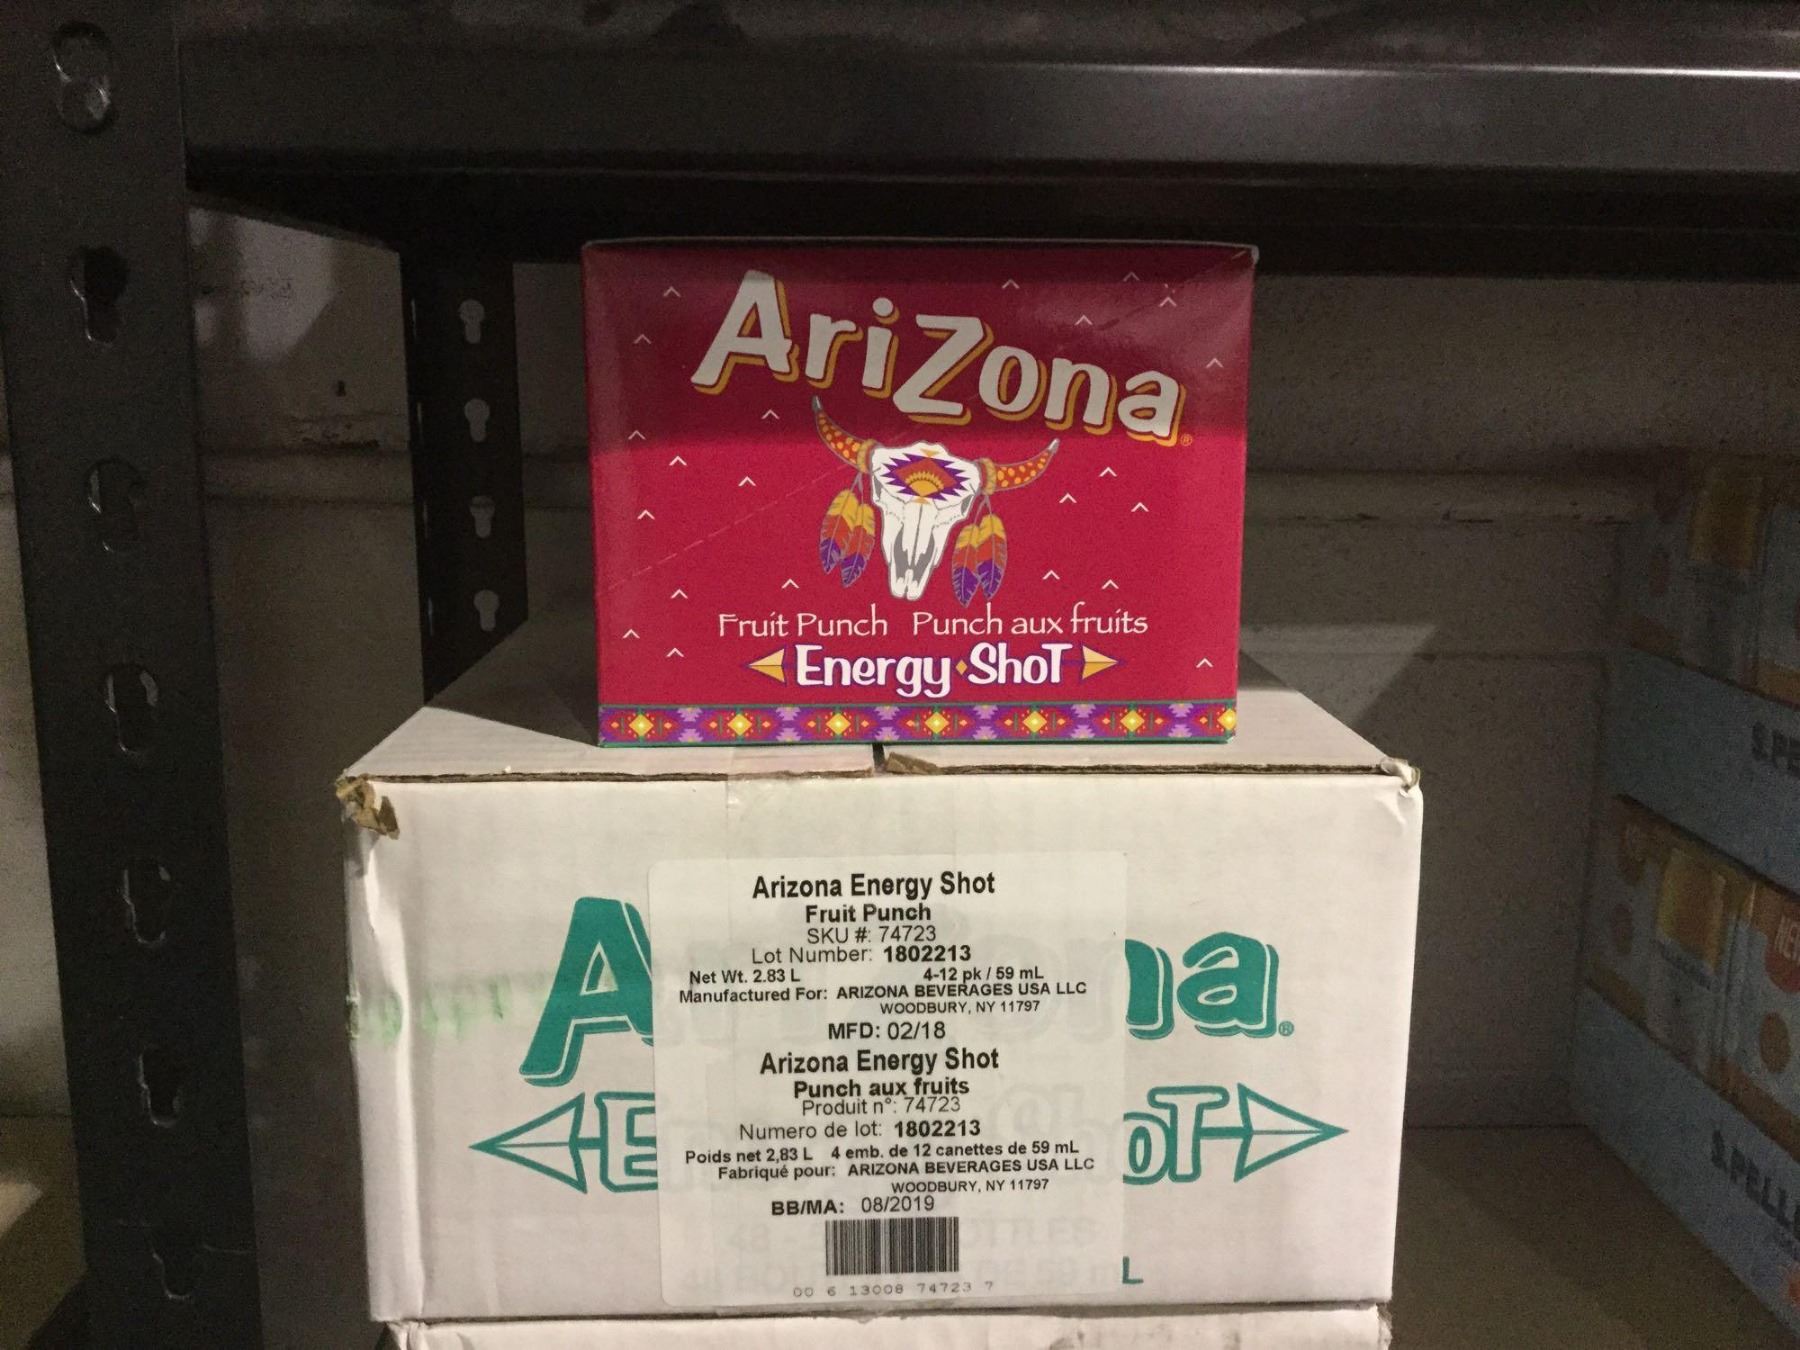 AriZona
Fruit Punch Punch aux fruits
Energy ShoT
Arizona Energy Shot
Fruit Punch
SKU #: 74723
Lot Number: 1802213
Net Wt. 2.83 L 4-12 pk / 59 mL
Manufactured For: ARIZONA BEVERAGES USA LLC
WOODBURY, NY 11797
MFD: 02/18
Arizona Energy Shot
Punch aux fruits
Produit n°: 74723
Numero de lot: 1802213
Poids net 2,83 L 4 emb. de 12 canettes de 59 mL
Fabriqué pour: ARIZONA BEVERAGES USA LLC
WOODBURY, NY 11797
BB/MA: 08/2019
00 6 13008 74723 7